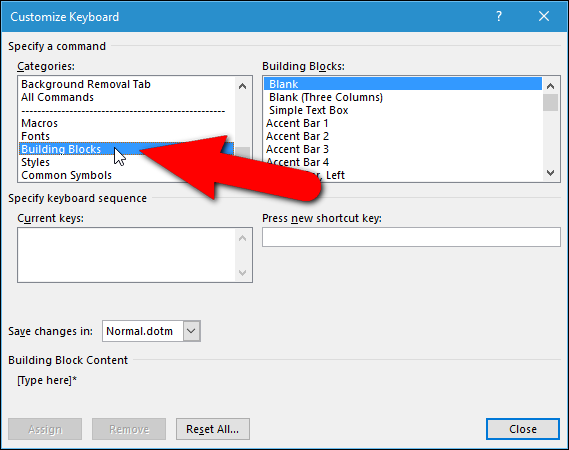 Customize Keyboard
Specify a command
Categories:
Building Blocks:
Background Removal Tab
All Commands
Macros
Fonts
Building Blocks
Styles
Common Symbols
Blank
Blank (Three Columns)
Simple Text Box
Accent Bar 1
Accent Bar 2
Accent Bar 3
Accent Bar 4
, Left
Specify keyboard sequence
Current keys:
Press new shortcut key:
Save changes in:
Normal.dotm
Building Block Content
[Type here]*
Assign
Remove
Reset All...
Close